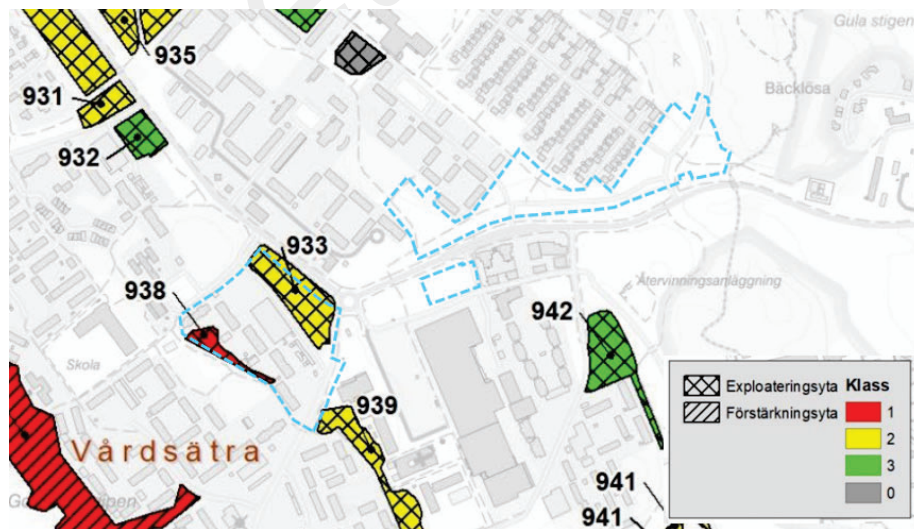 Gula stigen
935
931
Bäcklösa
932
933
938
Återvinningsanläggning
942
Skola
Exploateringsyta Klass
Förstärkningsyta 1
939
2
Vårdsätra
3
941
0
941